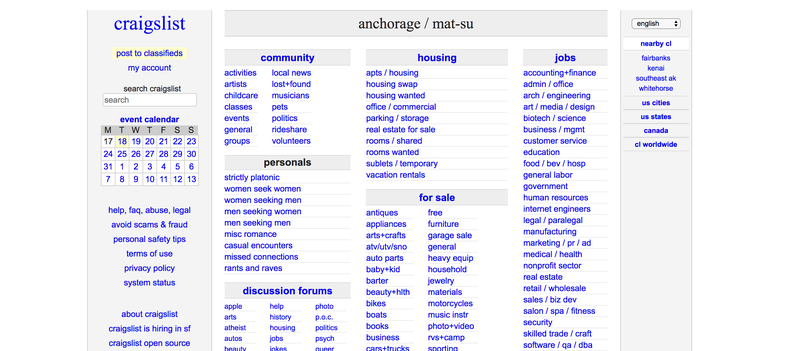 craigslist
post to classifieds
my account
search craigslist
search
event calendar
M T W T F S S
17 18 19 20 21 22 23
24 25 26 27 28 29 30
31 1 2 3 4 5 6
7 8 9 10 11 12 13
help, faq, abuse, legal
avoid scams & fraud
personal safety tips
terms of use
privacy policy
system status
about craigslist
craigslist is hiring in sf
craigslist open source
anchorage / mat-su
community
activities local news
artists lost+found
childcare musicians
classes pets
events politics
general rideshare
groups volunteers
personals
strictly platonic
women seek women
women seeking men
men seeking women
men seeking men
misc romance
casual encounters
missed connections
rants and raves
discussion forums
apple help photo
arts history p.o.c.
atheist housing politics
autos jobs psych
beauty jokes queer
housing
apts / housing
housing swap
housing wanted
office / commercial
parking / storage
real estate for sale
rooms / shared
rooms wanted
sublets / temporary
vacation rentals
for sale
antiques free
appliances furniture
arts+crafts garage sale
atv/utv/sno general
auto parts heavy equip
baby+kid household
barter jewelry
beauty+hlth materials
bikes motorcycles
boats music instr
books photo+video
business rvs+camp
cars+trucks sporting
jobs
accounting+finance
admin / office
arch / engineering
art / media / design
biotech / science
business / mgmt
customer service
education
food / bev / hosp
general labor
government
human resources
internet engineers
legal / paralegal
manufacturing
marketing / pr / ad
medical / health
nonprofit sector
real estate
retail / wholesale
sales / biz dev
salon / spa / fitness
security
skilled trade / craft
software / qa / dba
english
nearby cl
fairbanks
kenai
southeast ak
whitehorse
us cities
us states
canada
cl worldwide